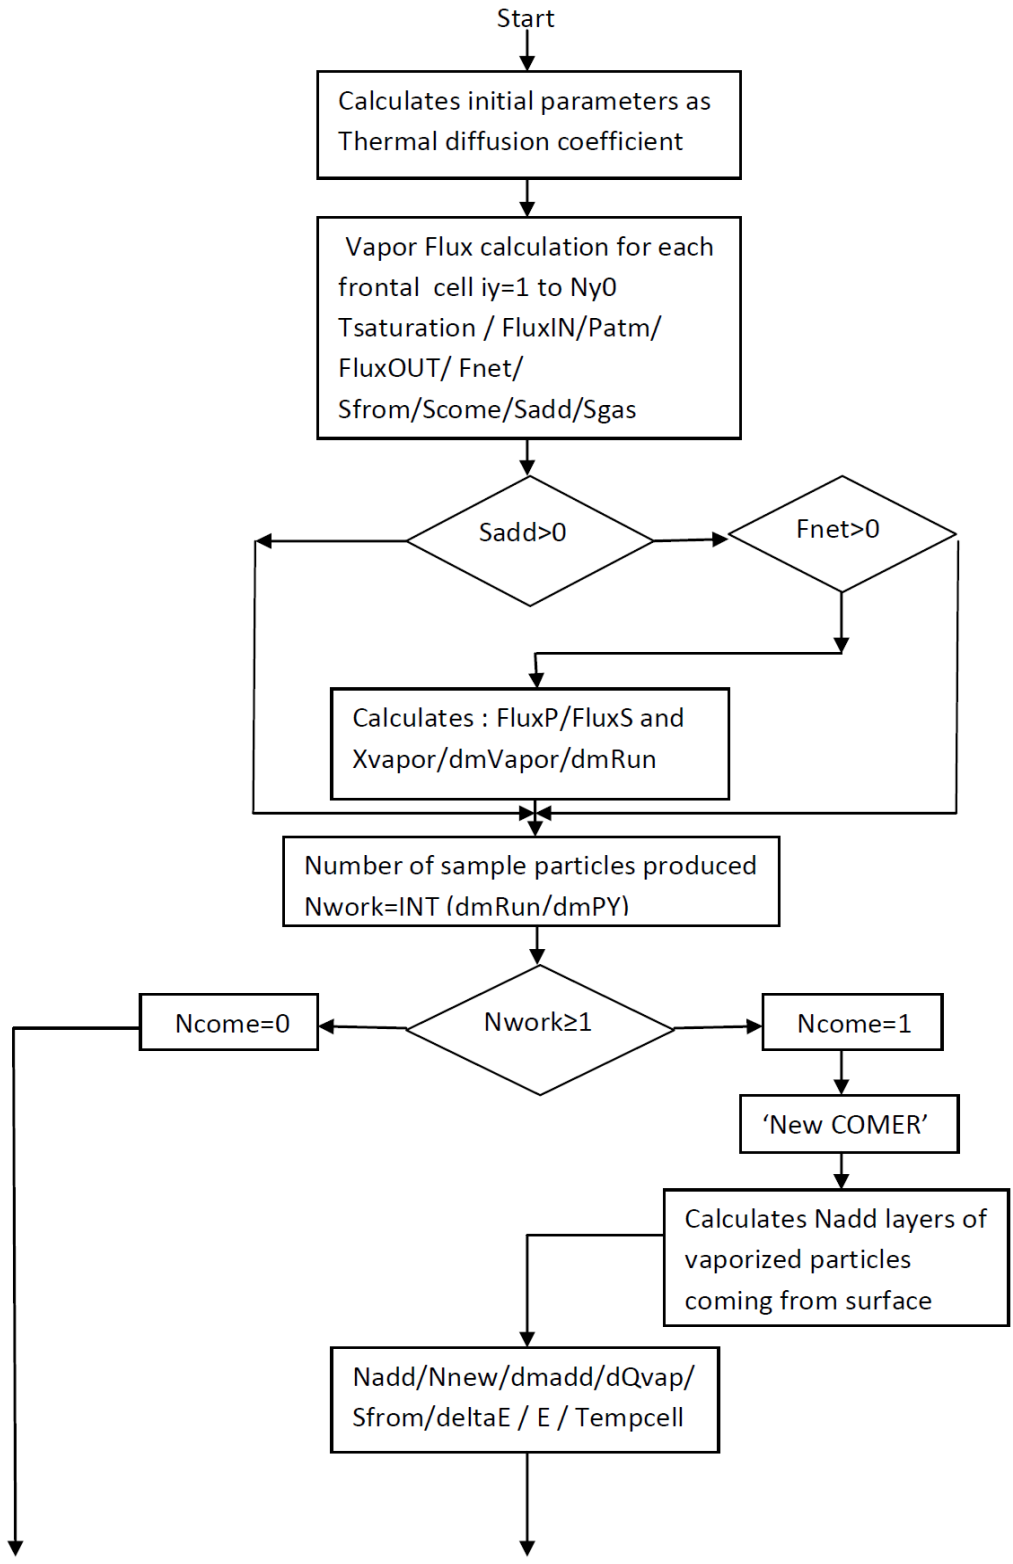 Start
Calculates initial parameters as
Thermal diffusion coefficient
Vapor Flux calculation for each
frontal cell iy=1 to Ny0
Tsaturation / FluxIN/Patm/
FluxOUT/ Fnet/
Sfrom/Scome/Sadd/Sgas
Sadd>0
Fnet>0
Calculates : FluxP/FluxS and
Xvapor/dmVapor/dmRun
Number of sample particles produced
Nwork=INT (dmRun/dmPY)
Ncome=0
Nwork≥1
Ncome=1
‘New COMER’
Calculates Nadd layers of
vaporized particles
coming from surface
Nadd/Nnew/dmadd/dQvap/
Sfrom/deltaE / E / Tempcell